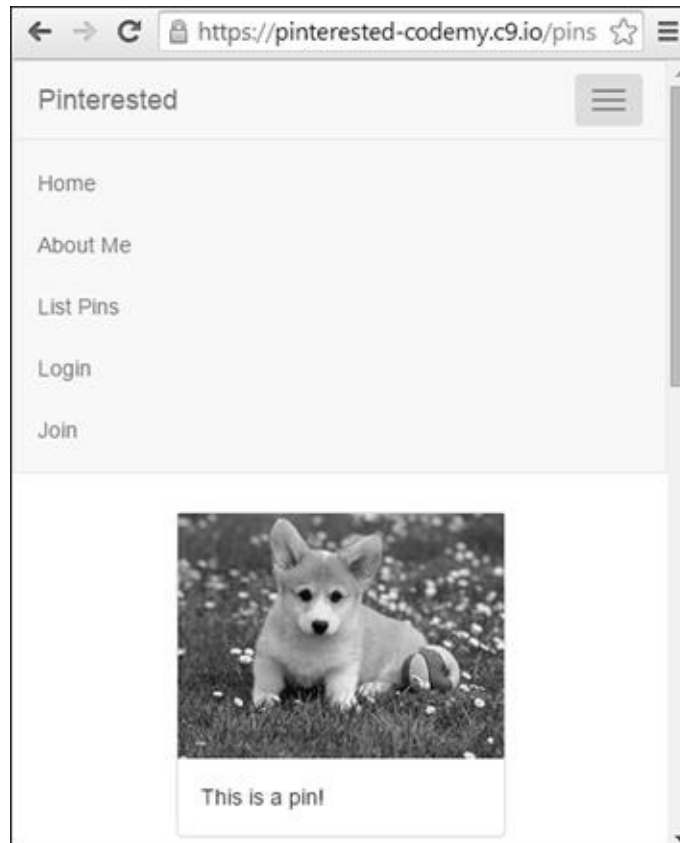 https://pinterested-codemy.c9.io/pins
Pinterested
Home
About Me
List Pins
Login
Join
This is a pin!